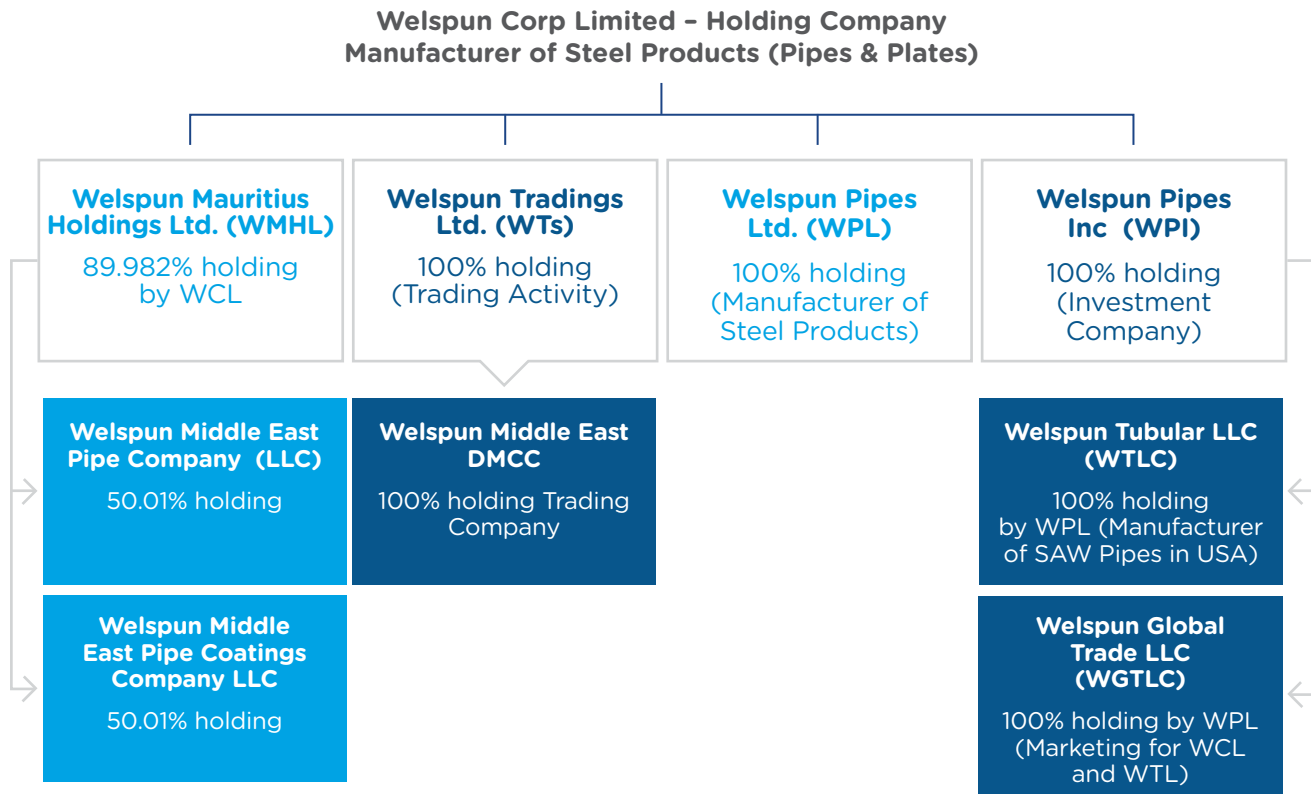 Welspun Corp Limited – Holding Company
Manufacturer of Steel Products (Pipes & Plates)
Welspun Mauritius
Holdings Ltd. (WMHL)
89.982% holding
by WCL
Welspun Tradings
Ltd. (WTs)
100% holding
(Trading Activity)
Welspun Pipes
Ltd. (WPL)
100% holding
(Manufacturer of
Steel Products)
Welspun Pipes
Inc (WPI)
100% holding
(Investment
Company)
Welspun Middle East
Pipe Company (LLC)
50.01% holding
Welspun Middle East
DMCC
100% holding Trading
Company
Welspun Tubular LLC
(WTLC)
100% holding
by WPL (Manufacturer
of SAW Pipes in USA)
Welspun Middle
East Pipe Coatings
Company LLC
50.01% holding
Welspun Global
Trade LLC
(WGTLC)
100% holding by WPL
(Marketing for WCL
and WTL)